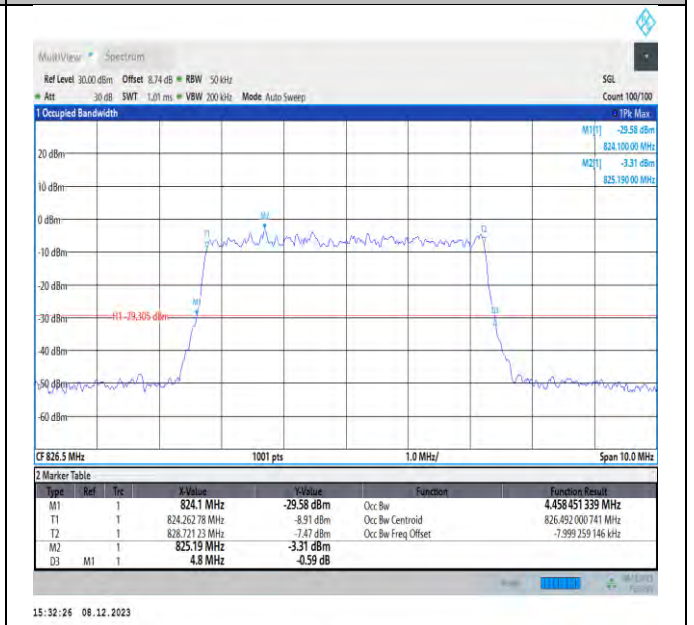 MultiView Spectrum
Ref Level 30.00 dBm Offset 8.74 dB RBW 50 kHz SGL
Att 30 dB SWT 1.01 ms VBW 200 kHz Mode Auto Sweep Count 100/100
1 Occupied Bandwidth 1Pk Max
M1[1] -29.58 dBm
824.100 00 MHz
20 dBm M2[1] -3.31 dBm
825.190 00 MHz
10 dBm
0 dBm M2
T1 T2
-10 dBm
-20 dBm
M1 D3
-30 dBm H1 -29.305 dBm
-40 dBm
-50 dBm
-60 dBm
CF 826.5 MHz 1001 pts 1.0 MHz/ Span 10.0 MHz
2 Marker Table
Type Ref Trc X-Value Y-Value Function Function Result
M1 1 824.1 MHz -29.58 dBm Occ Bw 4.458 451 339 MHz
T1 1 824.262 78 MHz -8.91 dBm Occ Bw Centroid 826.492 000 741 MHz
T2 1 828.721 23 MHz -7.47 dBm Occ Bw Freq Offset -7.999 259 146 kHz
M2 1 825.19 MHz -3.31 dBm
D3 M1 1 4.8 MHz -0.59 dB
15:32:26 08.12.2023